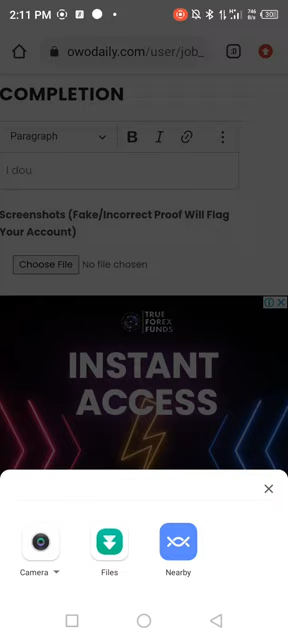 2:11 PM
30
owodaily.com/user/job_
:D
COMPLETION
Paragraph
B I
I dou
Screenshots (Fake/Incorrect Proof Will Flag
Your Account)
Choose File No file chosen
TRUE
FOREX
FUNDS
INSTANT
ACCESS
Camera Files Nearby